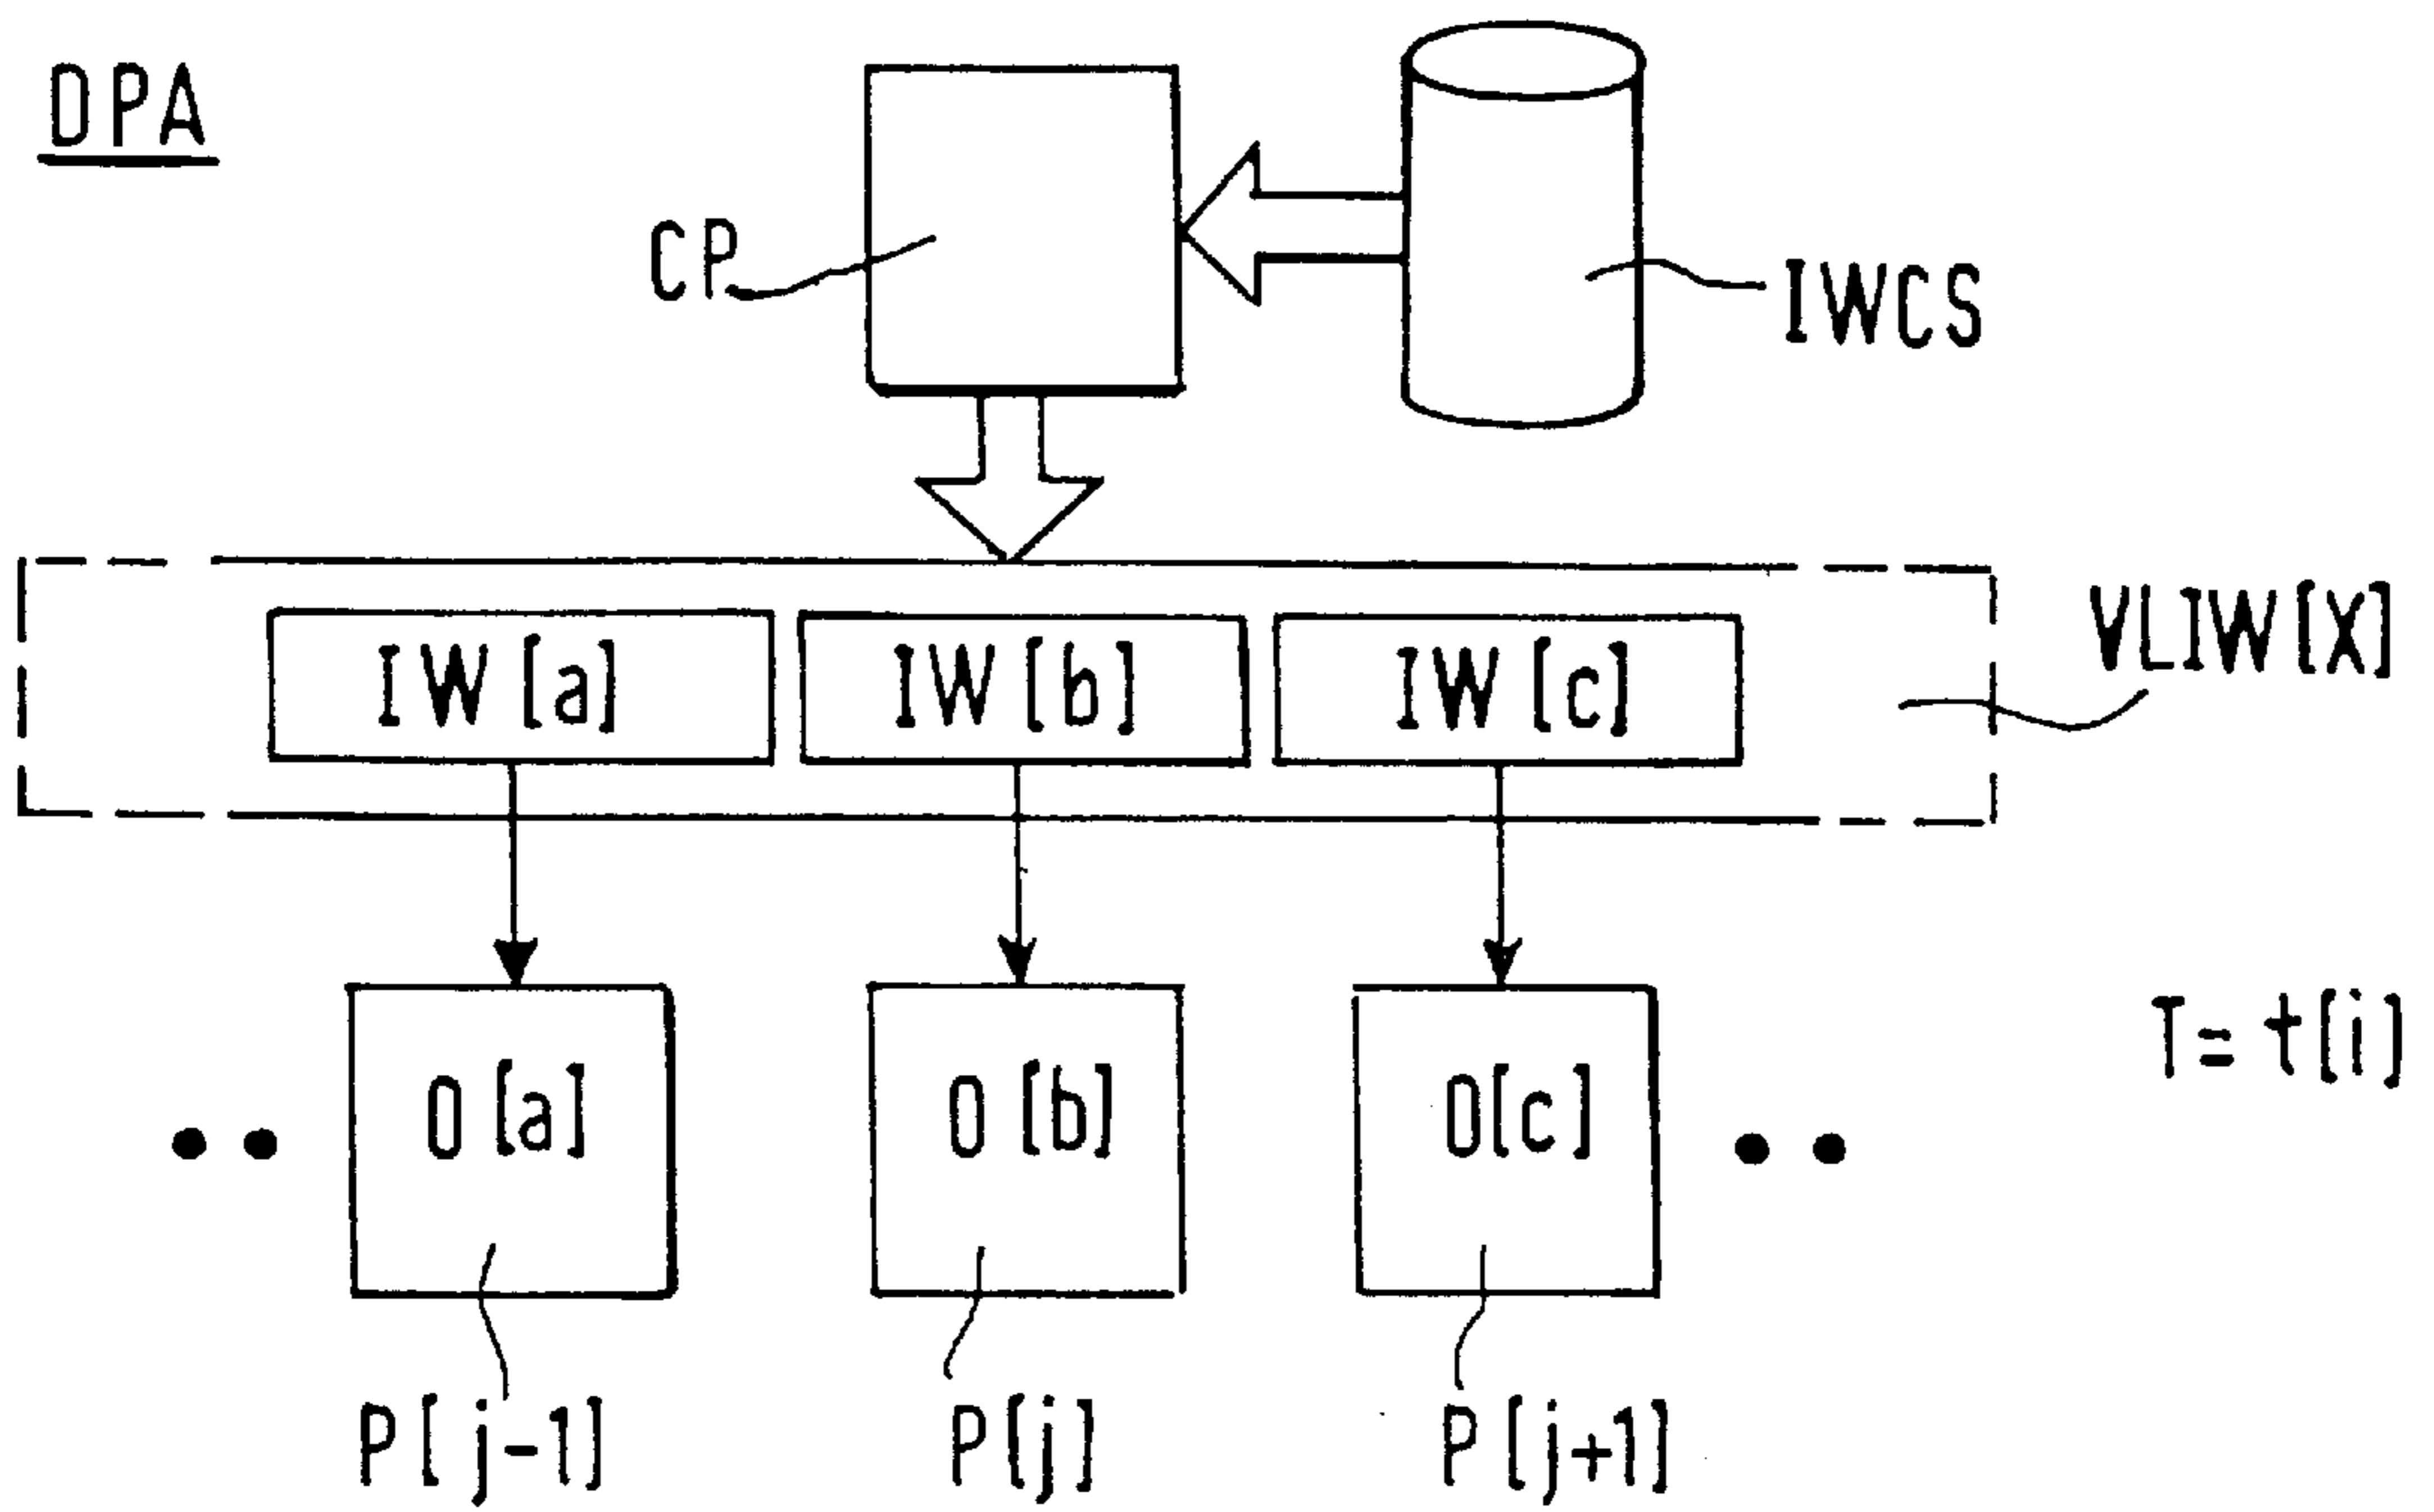 DPA
CP
IWCS
IW[a] IW[b] IW[c]
VLIW[X]
O[a] O[b] O[c]
T=t[i]
P[j-1] P[j] P[j+1]